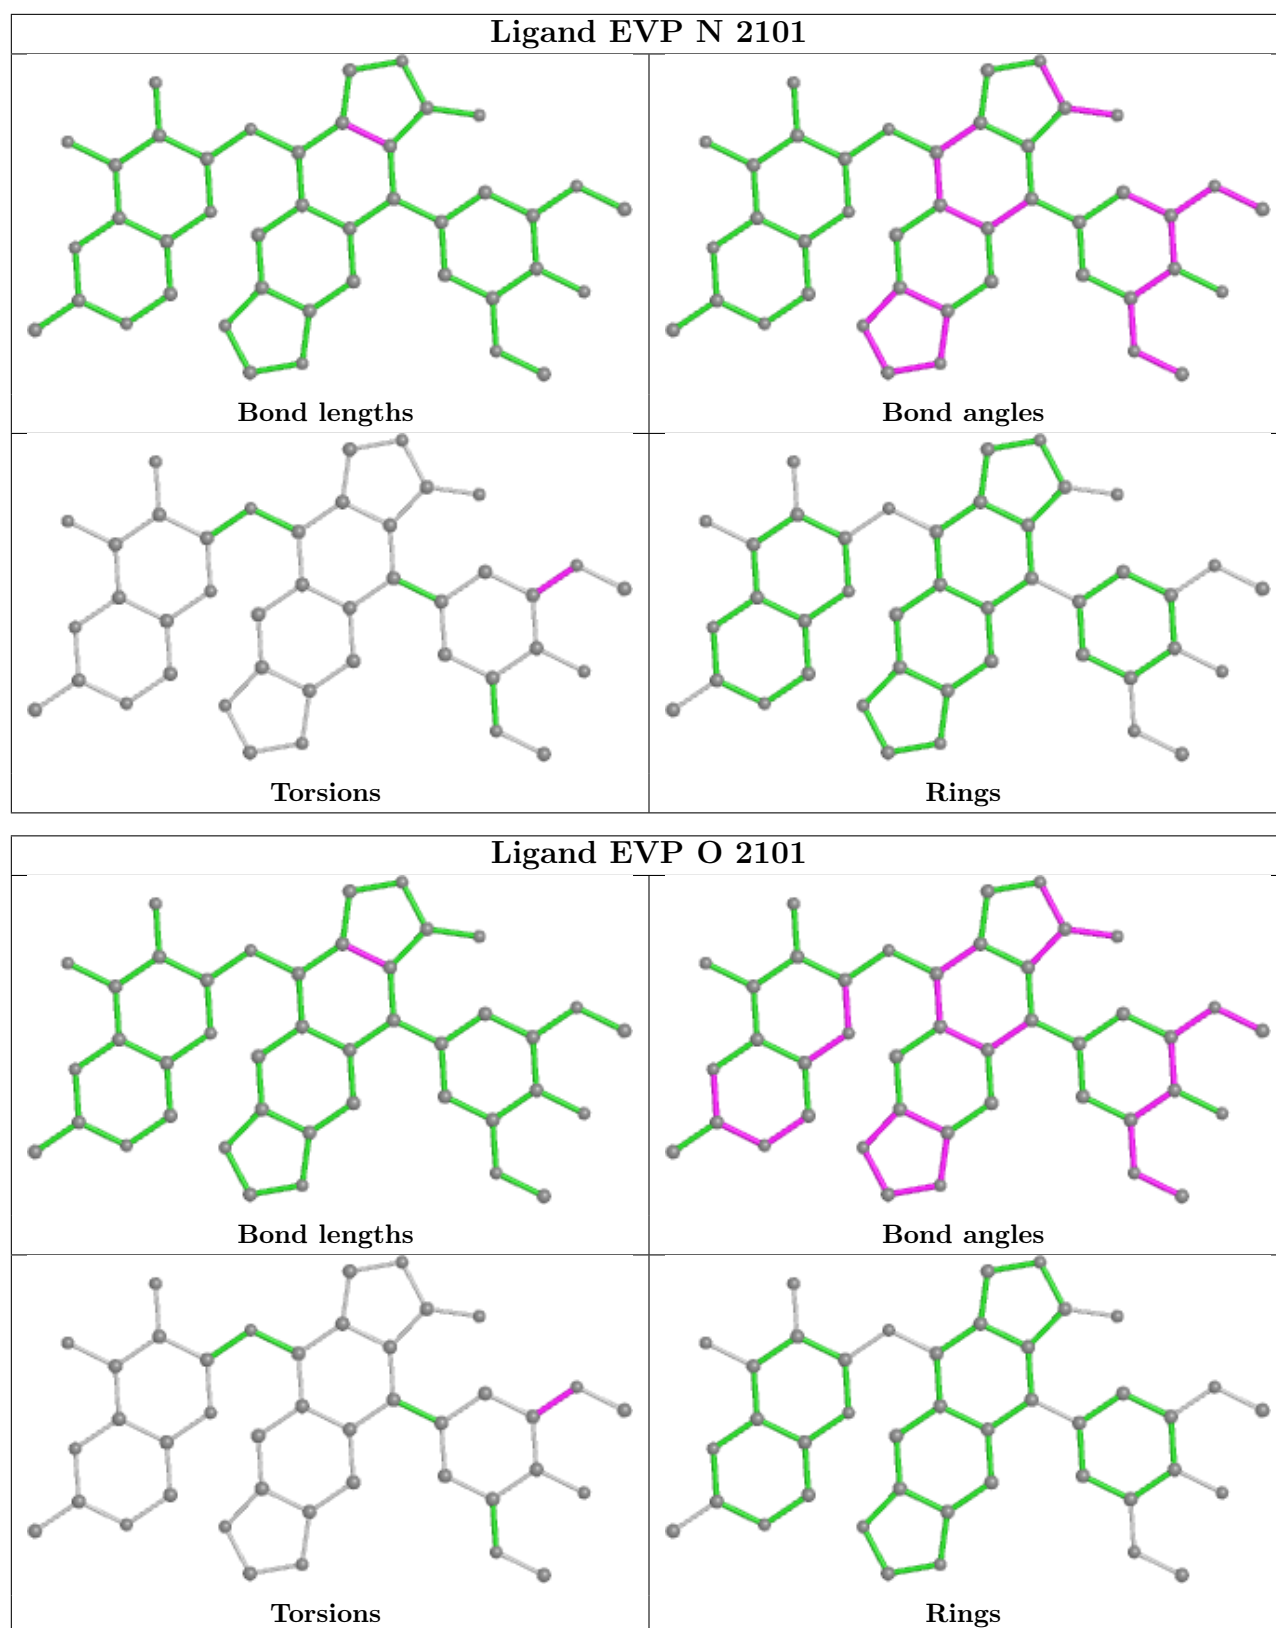 Ligand EVP N 2101
Bond lengths
Bond angles
Torsions
Rings
Ligand EVP O 2101
Bond lengths
Bond angles
Torsions
Rings